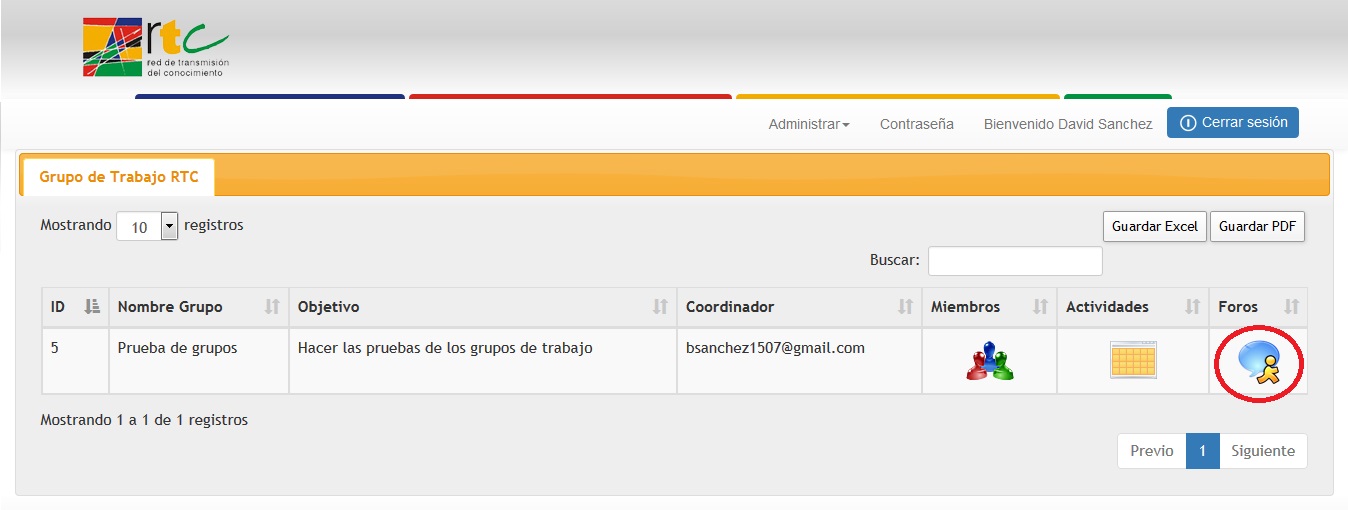 rtc
red de transmisión
del conocimiento
Administrar Contraseña Bienvenido David Sanchez Cerrar sesión
Grupo de Trabajo RTC
Mostrando 10 registros
Guardar Excel Guardar PDF
Buscar:
ID Nombre Grupo Objetivo Coordinador Miembros Actividades Foros
5 Prueba de grupos Hacer las pruebas de los grupos de trabajo bsanchez1507@gmail.com
Mostrando 1 a 1 de 1 registros
Previo 1 Siguiente